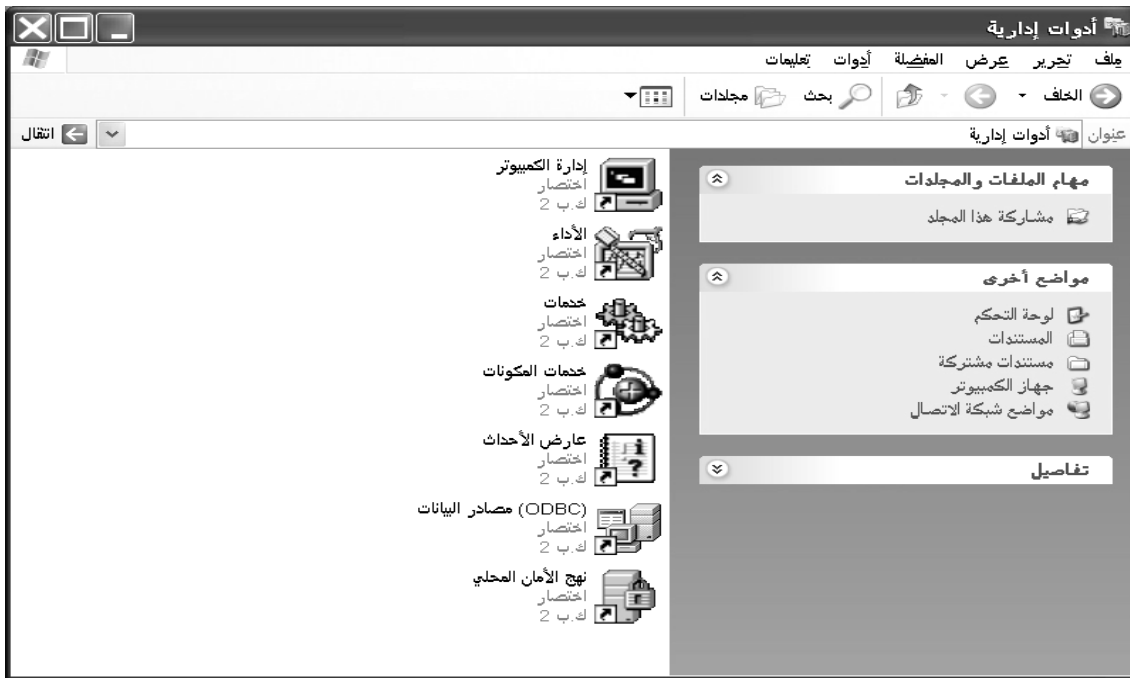 أدوات إدارية
ملف تحرير عرض المفضلة أدوات تعليمات
الخلف بحث مجلدات
عنوان أدوات إدارية انتقال
مهام الملفات والمجلدات
مشاركة هذا المجلد
مواضع أخرى
لوحة التحكم
المستندات
مستندات مشتركة
جهاز الكمبيوتر
مواضع شبكة الاتصال
تفاصيل
إدارة الكمبيوتر
اختصار
ك.ب 2
الأداء
اختصار
ك.ب 2
خدمات
اختصار
ك.ب 2
خدمات المكونات
اختصار
ك.ب 2
عارض الأحداث
اختصار
ك.ب 2
(ODBC) مصادر البيانات
اختصار
ك.ب 2
نهج الأمان المحلي
اختصار
ك.ب 2